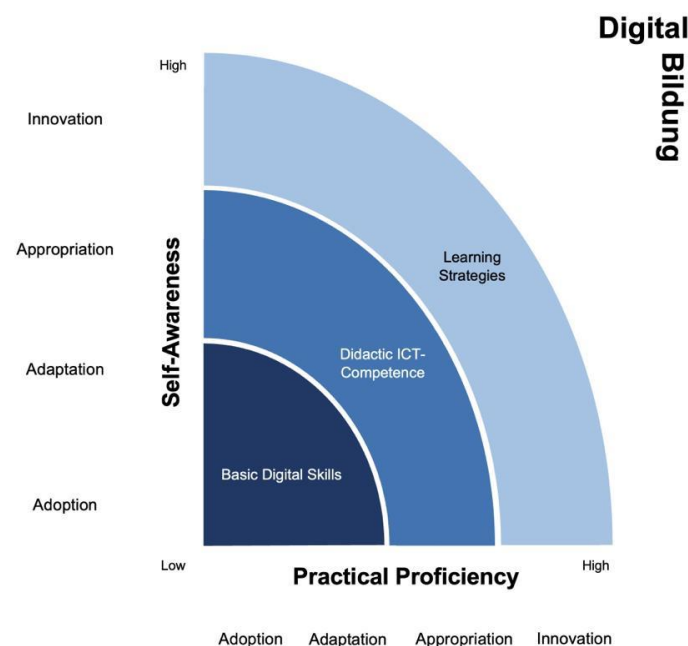 Digital
Bildung
High
Innovation
Appropriation
Learning
Strategies
Self-Awareness
Didactic ICT-
Competence
Adaptation
Basic Digital Skills
Adoption
Low
Practical Proficiency
High
Adoption Adaptation Appropriation Innovation